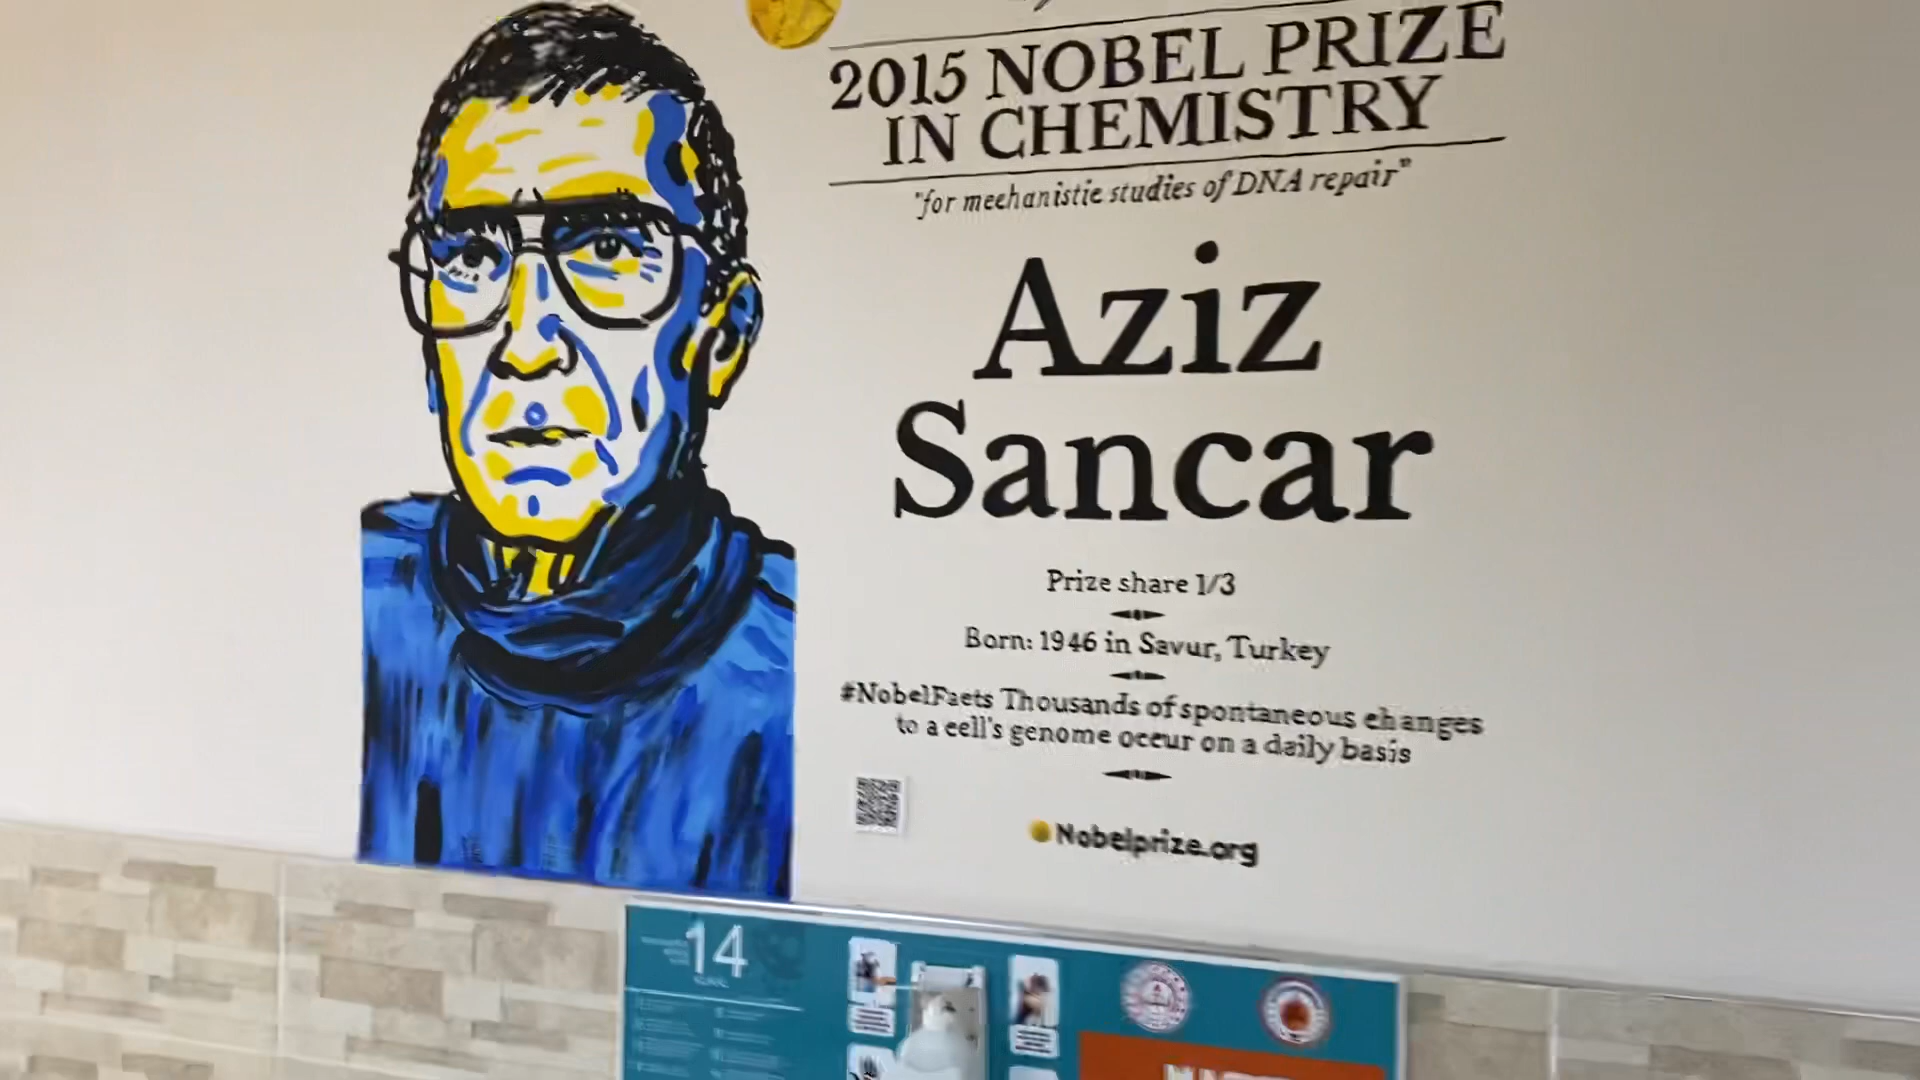 2015 NOBEL PRIZE
IN CHEMISTRY
"for meehanistie studies of DNA repair"
Aziz
Sancar
Prize share 1/3
Born: 1946 in Savur, Turkey
#NobelFaets Thousands of spontaneous ehanges
to a eell's genome oeeur on a daily basis
Nobelprize.org
14